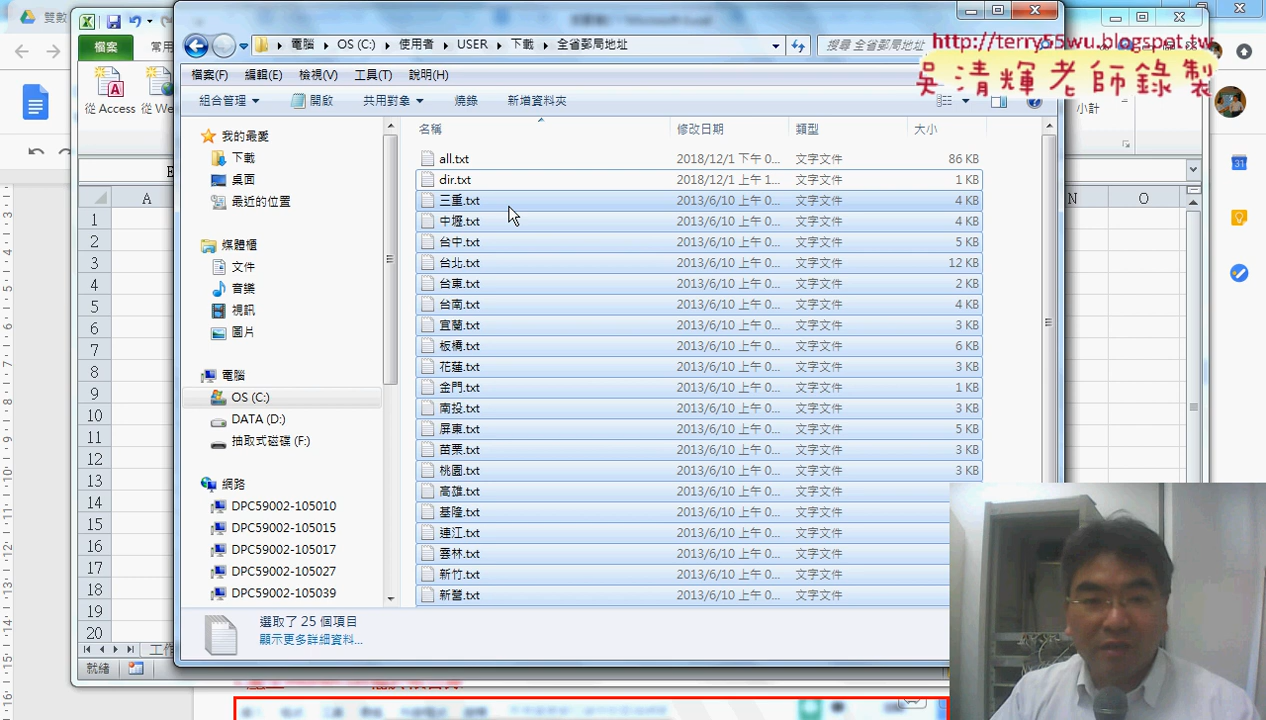 雙數
檔案
常用
從 Access
從 We
電腦 ▸ OS (C:) ▸ 使用者 ▸ USER ▸ 下載 ▸ 全省郵局地址
搜尋 全省郵局地址
http://terry55wu.blogspot.tw
吳清輝老師錄製
檔案(F) 編輯(E) 檢視(V) 工具(T) 說明(H)
組合管理 開啟 共用對象 燒錄 新增資料夾
小計
我的最愛
下載
桌面
最近的位置
媒體櫃
文件
音樂
視訊
圖片
電腦
OS (C:)
DATA (D:)
抽取式磁碟 (F:)
網路
DPC59002-105010
DPC59002-105015
DPC59002-105017
DPC59002-105027
DPC59002-105039
名稱 修改日期 類型 大小
all.txt 2018/12/1 下午 0... 文字文件 86 KB
dir.txt 2018/12/1 上午 1... 文字文件 1 KB
三重.txt 2013/6/10 上午 0... 文字文件 4 KB
中壢.txt 2013/6/10 上午 0... 文字文件 4 KB
台中.txt 2013/6/10 上午 0... 文字文件 5 KB
台北.txt 2013/6/10 上午 0... 文字文件 12 KB
台東.txt 2013/6/10 上午 0... 文字文件 2 KB
台南.txt 2013/6/10 上午 0... 文字文件 4 KB
宜蘭.txt 2013/6/10 上午 0... 文字文件 3 KB
板橋.txt 2013/6/10 上午 0... 文字文件 6 KB
花蓮.txt 2013/6/10 上午 0... 文字文件 3 KB
金門.txt 2013/6/10 上午 0... 文字文件 1 KB
南投.txt 2013/6/10 上午 0... 文字文件 3 KB
屏東.txt 2013/6/10 上午 0... 文字文件 5 KB
苗栗.txt 2013/6/10 上午 0... 文字文件 3 KB
桃園.txt 2013/6/10 上午 0... 文字文件 3 KB
高雄.txt 2013/6/10 上午 0... 文字文件
基隆.txt 2013/6/10 上午 0... 文字文件
連江.txt 2013/6/10 上午 0... 文字文件
雲林.txt 2013/6/10 上午 0... 文字文件
新竹.txt 2013/6/10 上午 0... 文字文件
新營.txt 2013/6/10 上午 0... 文字文件
選取了 25 個項目
顯示更多詳細資料...
A N O
1
2
3
4
5
6
7
8
9
10
11
12
13
14
15
16
17
18
19
20
工作
就緒
31